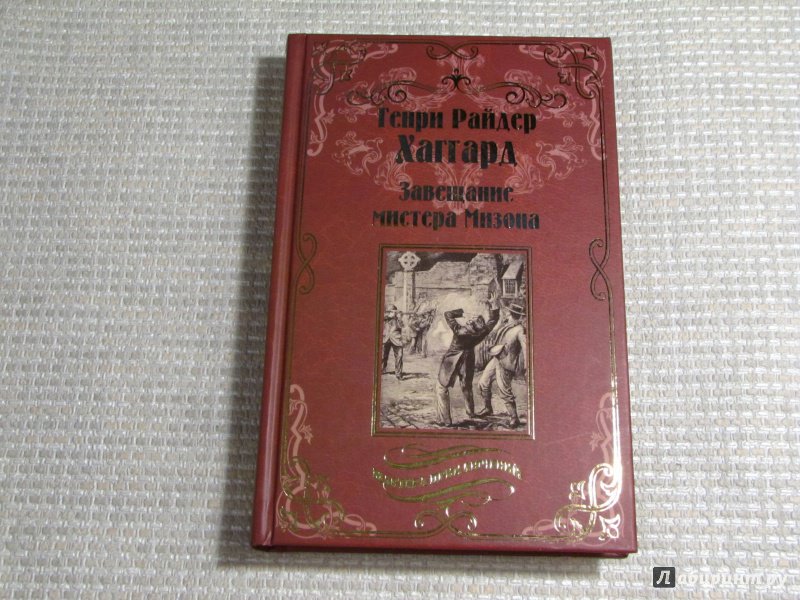 Генри Райдер
Хаггард
Завещание
мистера Мизона
Лабиринт.ру